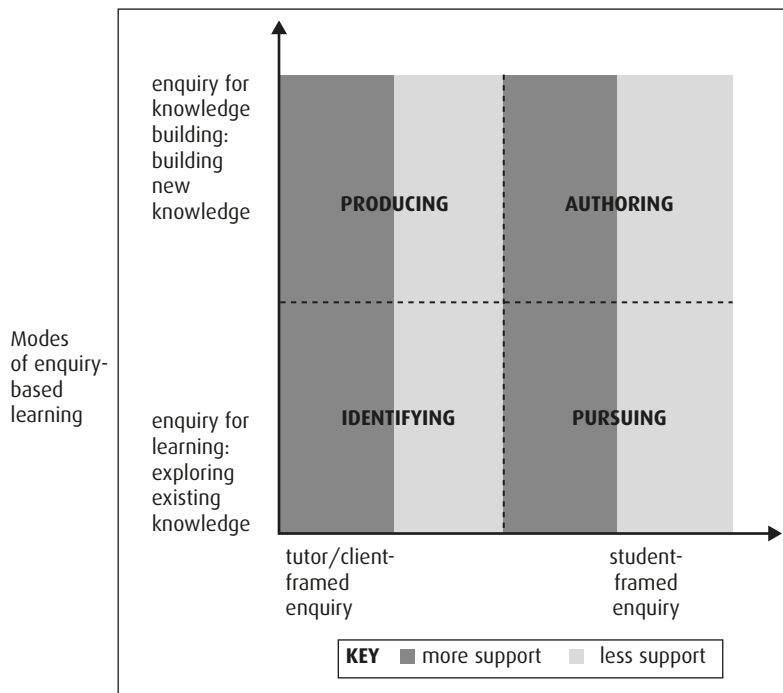 enquiry for
knowledge
building:
building
new
knowledge
PRODUCING
AUTHORING
Modes
of enquiry-
based
learning
IDENTIFYING
PURSUING
enquiry for
learning:
exploring
existing
knowledge
tutor/client-
framed
enquiry
student-
framed
enquiry
KEY more support less support